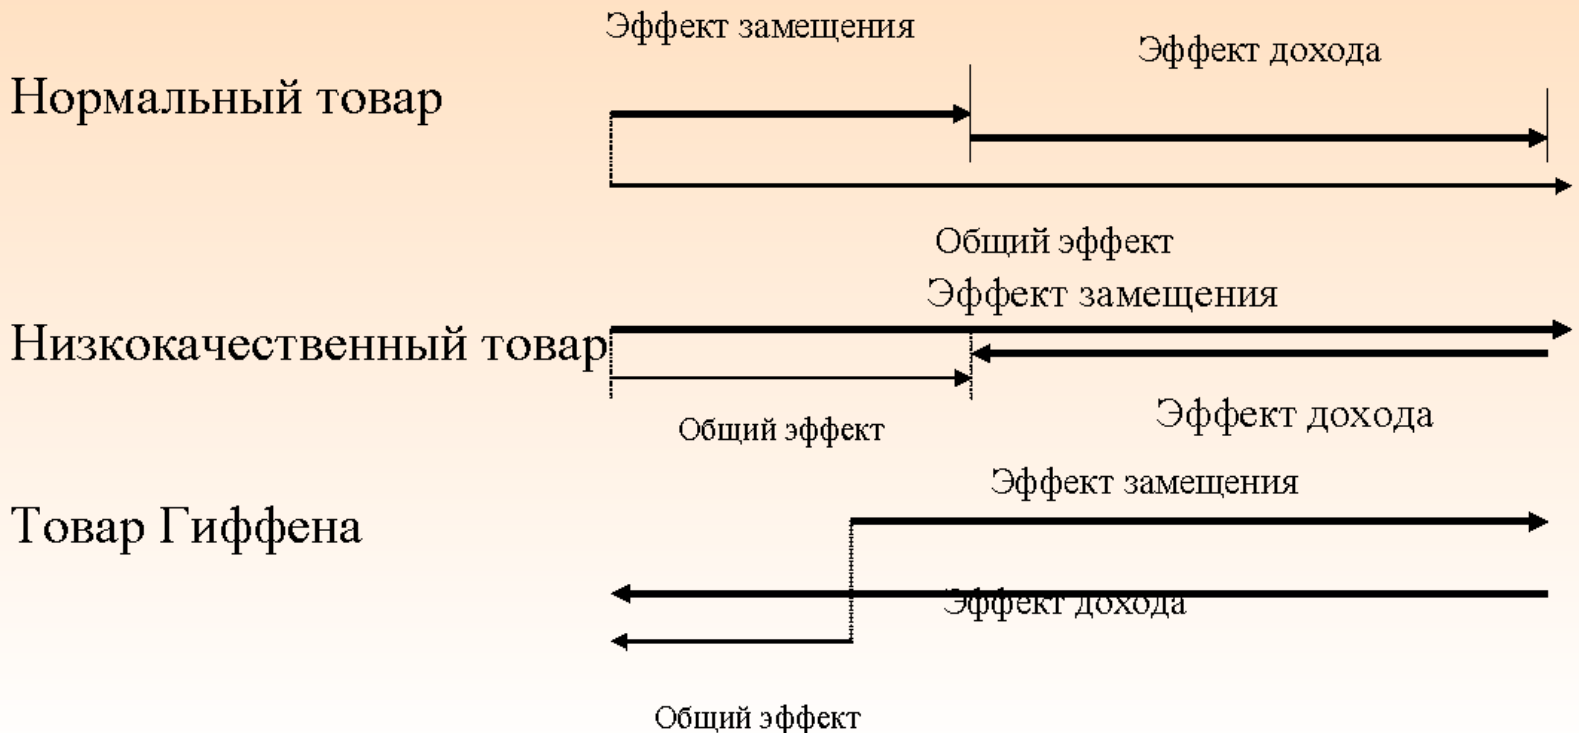 Эффект замещения
Эффект дохода
Нормальный товар
Общий эффект
Эффект замещения
Низкокачественный товар
Эффект дохода
Общий эффект
Эффект замещения
Товар Гиффена
Эффект дохода
Общий эффект